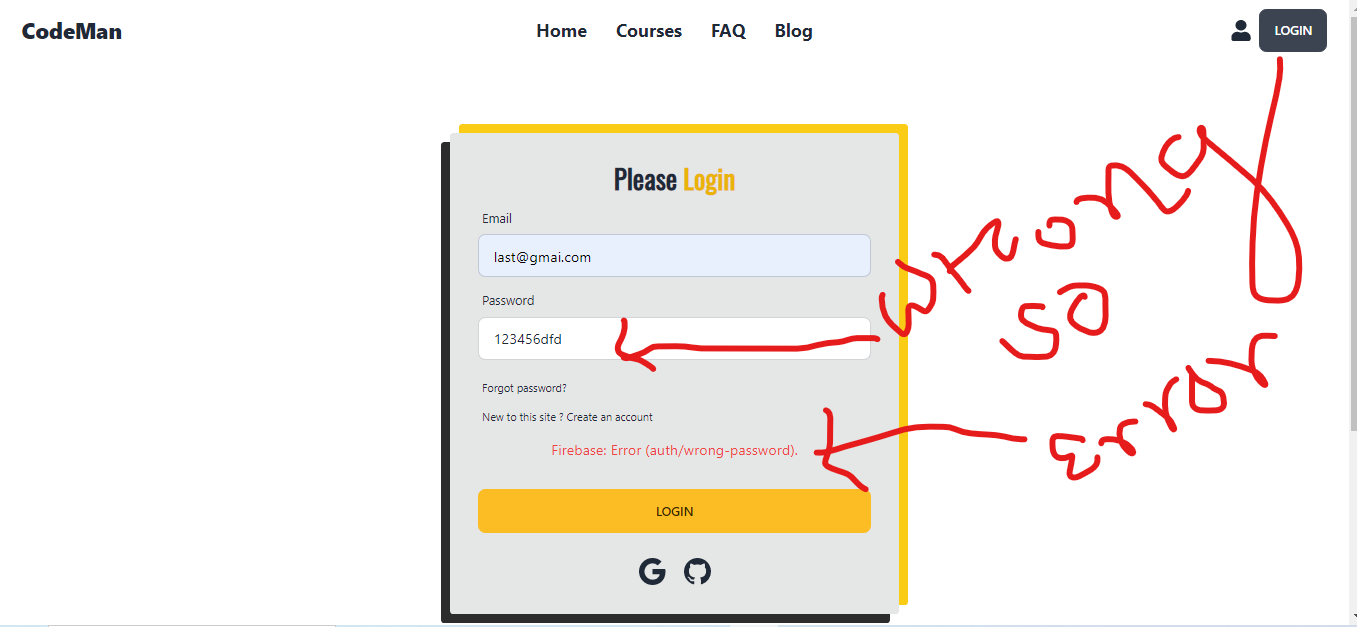 CodeMan
Home Courses FAQ Blog
LOGIN
Please Login
Email
last@gmai.com
Password
123456dfd
Forgot password?
New to this site ? Create an account
Firebase: Error (auth/wrong-password).
LOGIN
wrong
so
Error